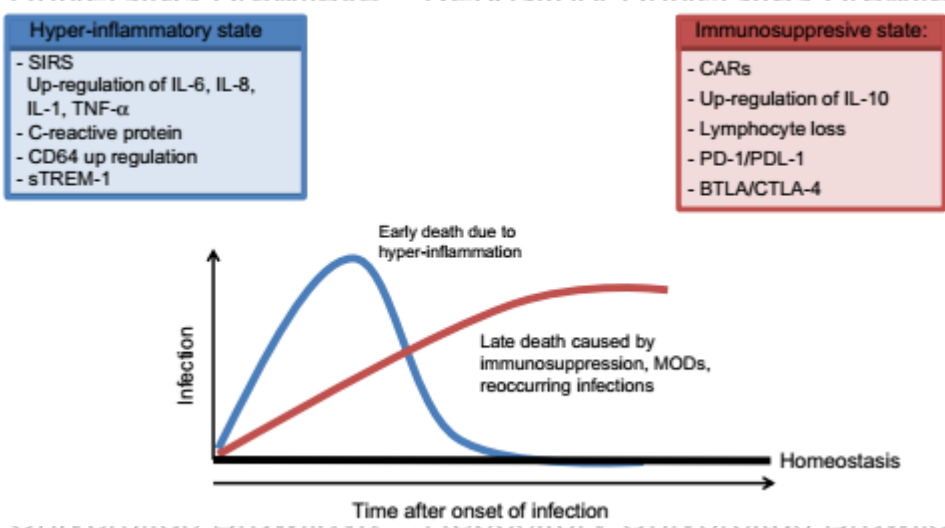 Hyper-inflammatory state
- SIRS
Up-regulation of IL-6, IL-8,
IL-1, TNF-α
- C-reactive protein
- CD64 up regulation
- sTREM-1
Immunosuppresive state:
- CARs
- Up-regulation of IL-10
- Lymphocyte loss
- PD-1/PDL-1
- BTLA/CTLA-4
Early death due to
hyper-inflammation
Late death caused by
immunosuppression, MODs,
reoccurring infections
Infection
Homeostasis
Time after onset of infection